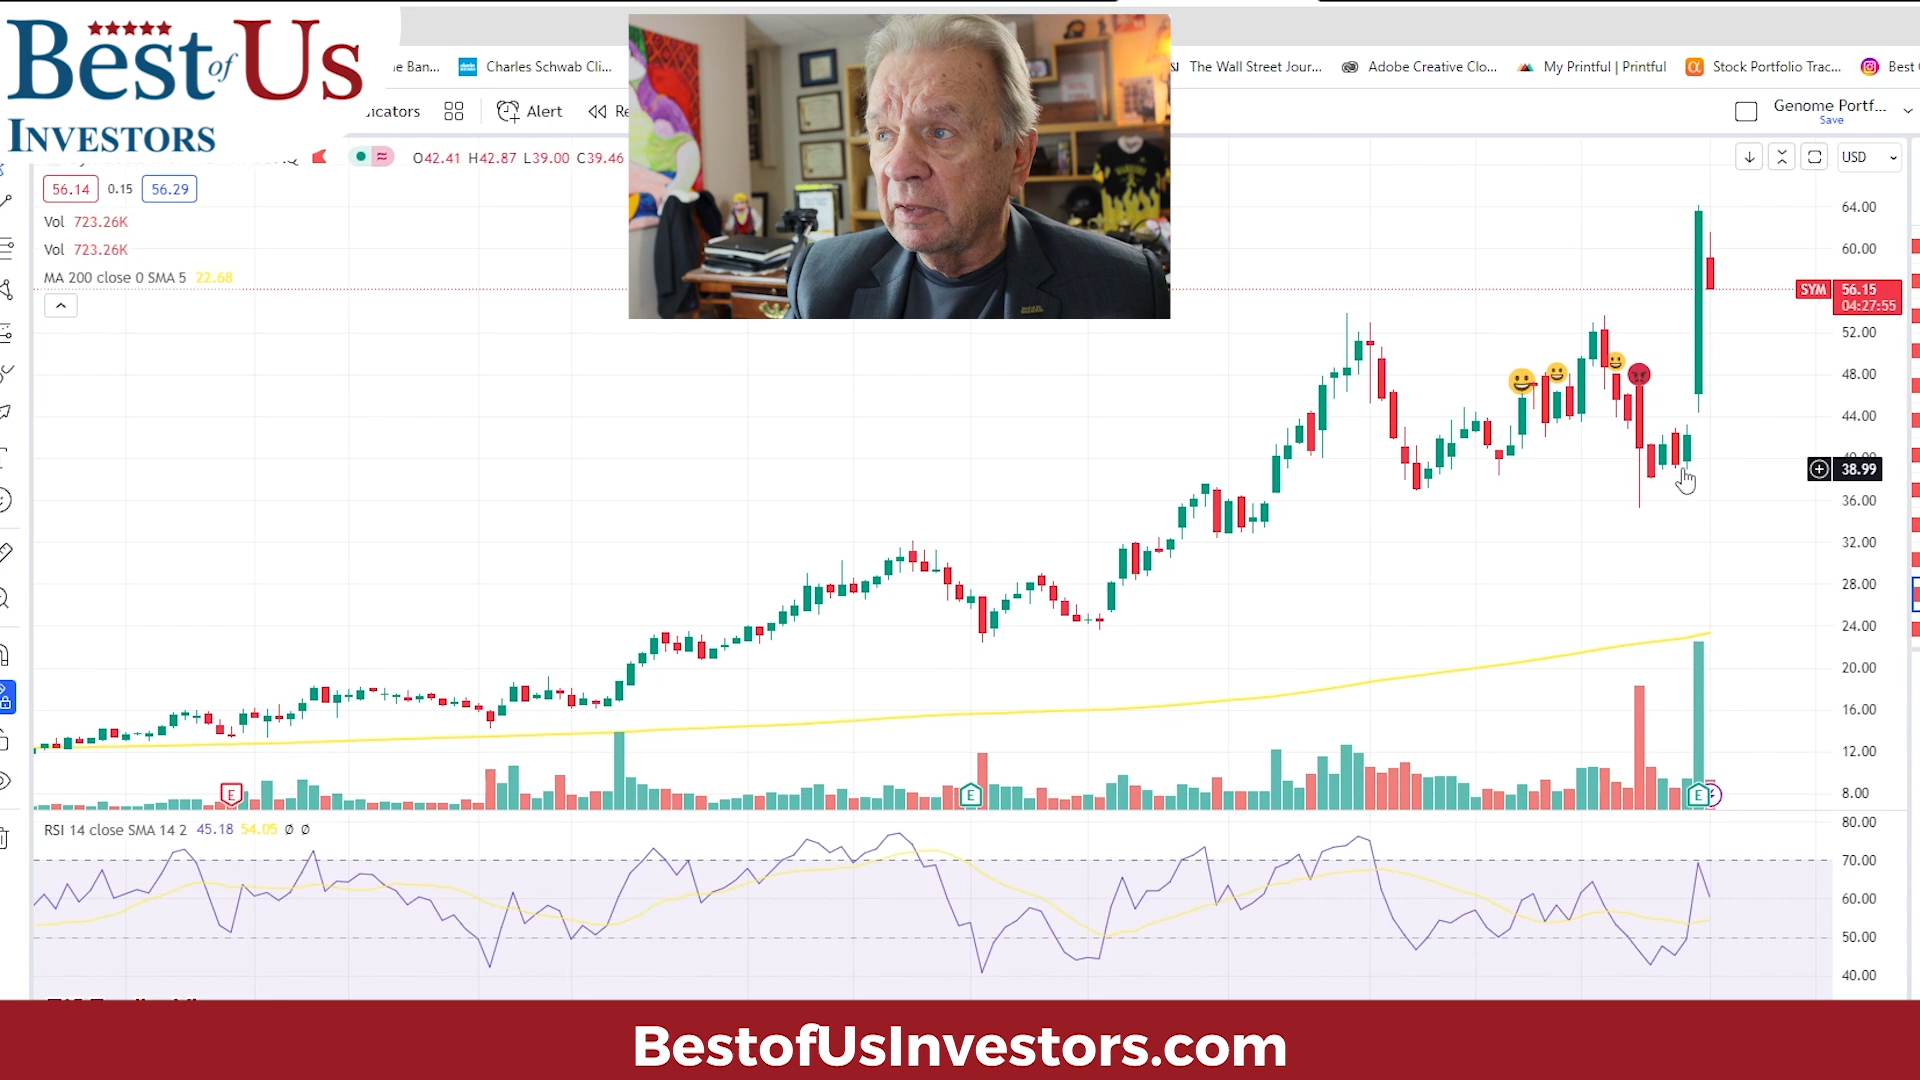 Best of Us
INVESTORS
e Ban...
Charles Schwab Cli...
The Wall Street Jour...
Adobe Creative Clo...
My Printful | Printful
Stock Portfolio Trac...
Best
icators
Alert
Re
Genome Portf...
Save
O42.41 H42.87 L39.00 C39.46
USD
56.14 0.15 56.29
Vol 723.26K
Vol 723.26K
MA 200 close 0 SMA 5 22.68
64.00
60.00
SYM 56.15
04:27:55
52.00
48.00
44.00
40.00
38.99
36.00
32.00
28.00
24.00
20.00
16.00
12.00
8.00
E
E
E
RSI 14 close SMA 14 2 45.18 54.05 Ø Ø
80.00
70.00
60.00
50.00
40.00
BestofUsInvestors.com